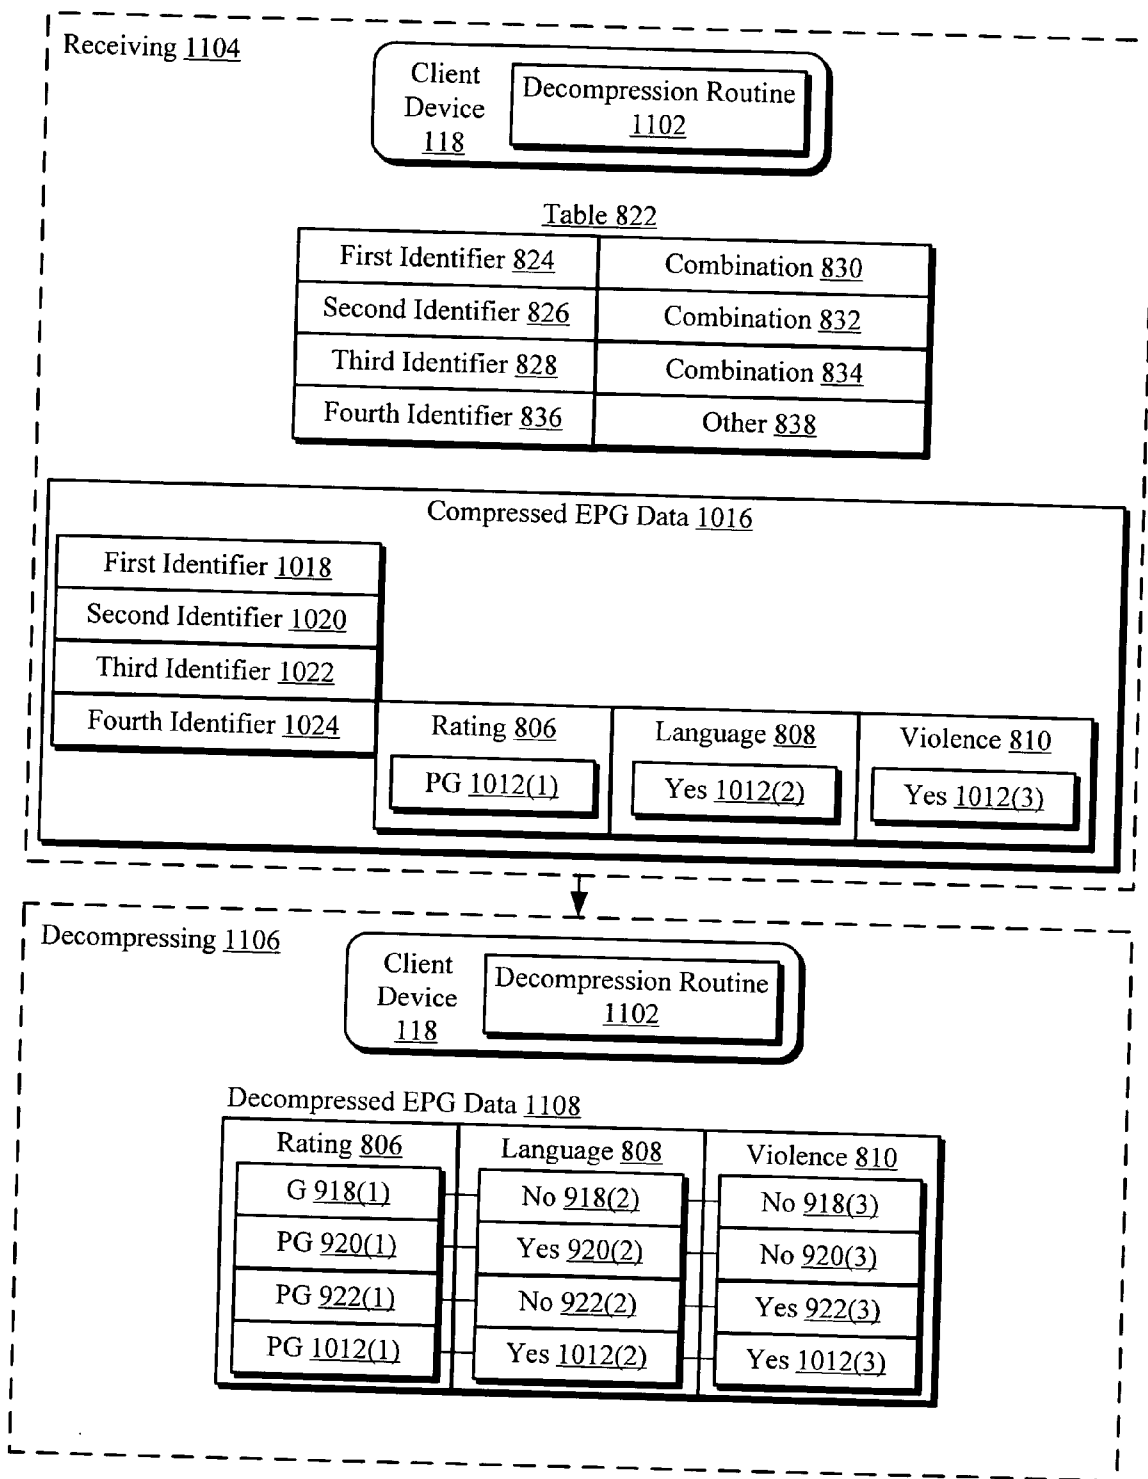 Receiving 1104
Client Device 118
Decompression Routine 1102
Table 822
First Identifier 824 Combination 830
Second Identifier 826 Combination 832
Third Identifier 828 Combination 834
Fourth Identifier 836 Other 838
Compressed EPG Data 1016
First Identifier 1018
Second Identifier 1020
Third Identifier 1022
Fourth Identifier 1024
Rating 806 Language 808 Violence 810
PG 1012(1) Yes 1012(2) Yes 1012(3)
Decompressing 1106
Client Device 118
Decompression Routine 1102
Decompressed EPG Data 1108
Rating 806 Language 808 Violence 810
G 918(1) No 918(2) No 918(3)
PG 920(1) Yes 920(2) No 920(3)
PG 922(1) No 922(2) Yes 922(3)
PG 1012(1) Yes 1012(2) Yes 1012(3)